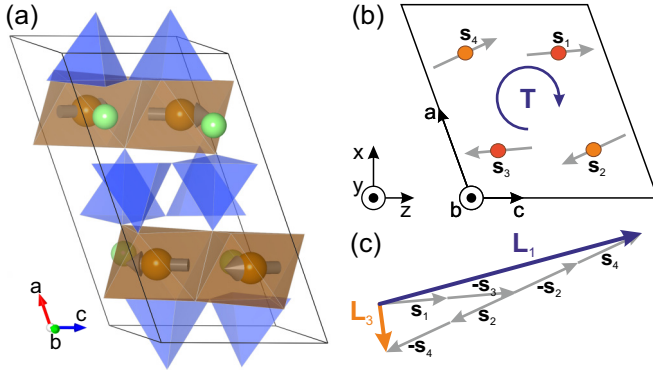 (a)
a
b
c
(b)
s₄
s₁
a
T
x
s₃
s₂
y
z
b
c
(c)
L₁
-s₃
-s₂
s₄
s₁
L₃
s₂
-s₄